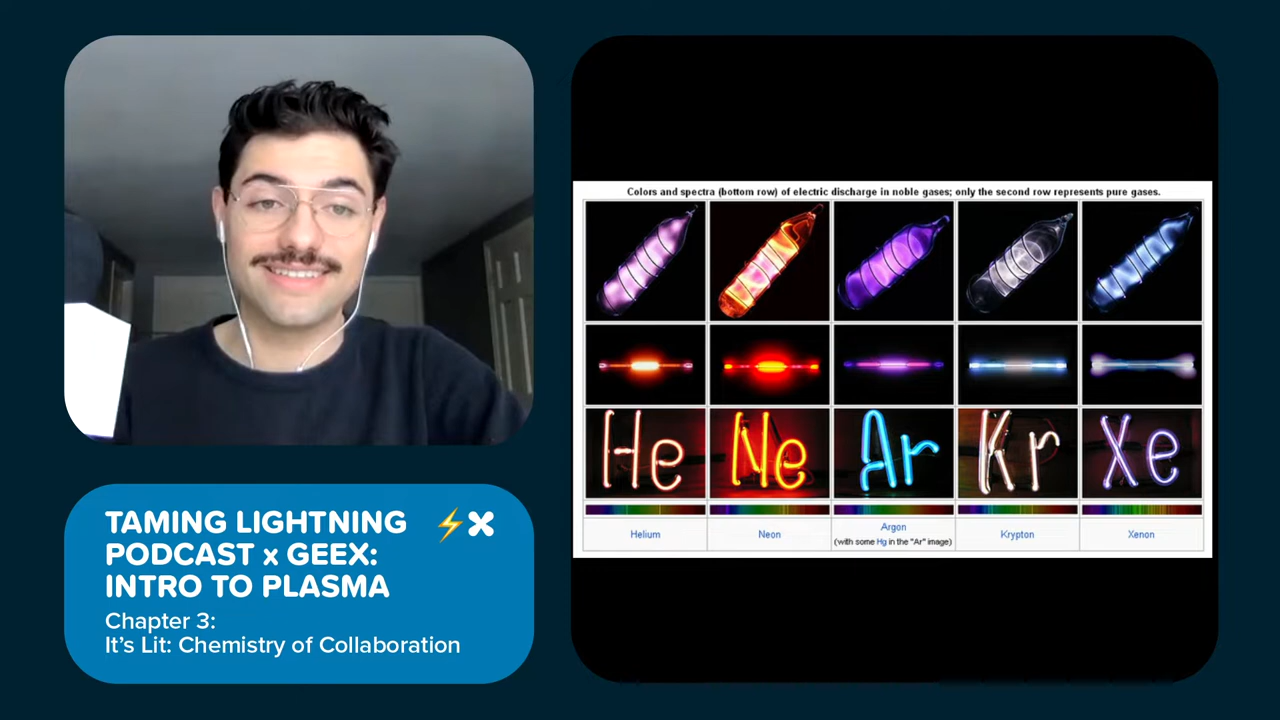 TAMING LIGHTNING
PODCAST x GEEX:
INTRO TO PLASMA
Chapter 3:
It’s Lit: Chemistry of Collaboration
Colors and spectra (bottom row) of electric discharge in noble gases; only the second row represents pure gases.
He Ne Ar Kr Xe
Helium Neon Argon Krypton Xenon
(with some Hg in the "Ar" image)